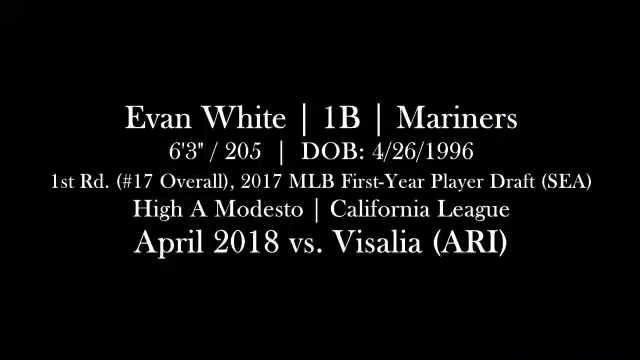 Evan White | 1B | Mariners
6'3" / 205 | DOB: 4/26/1996
1st Rd. (#17 Overall), 2017 MLB First-Year Player Draft (SEA)
High A Modesto | California League
April 2018 vs. Visalia (ARI)